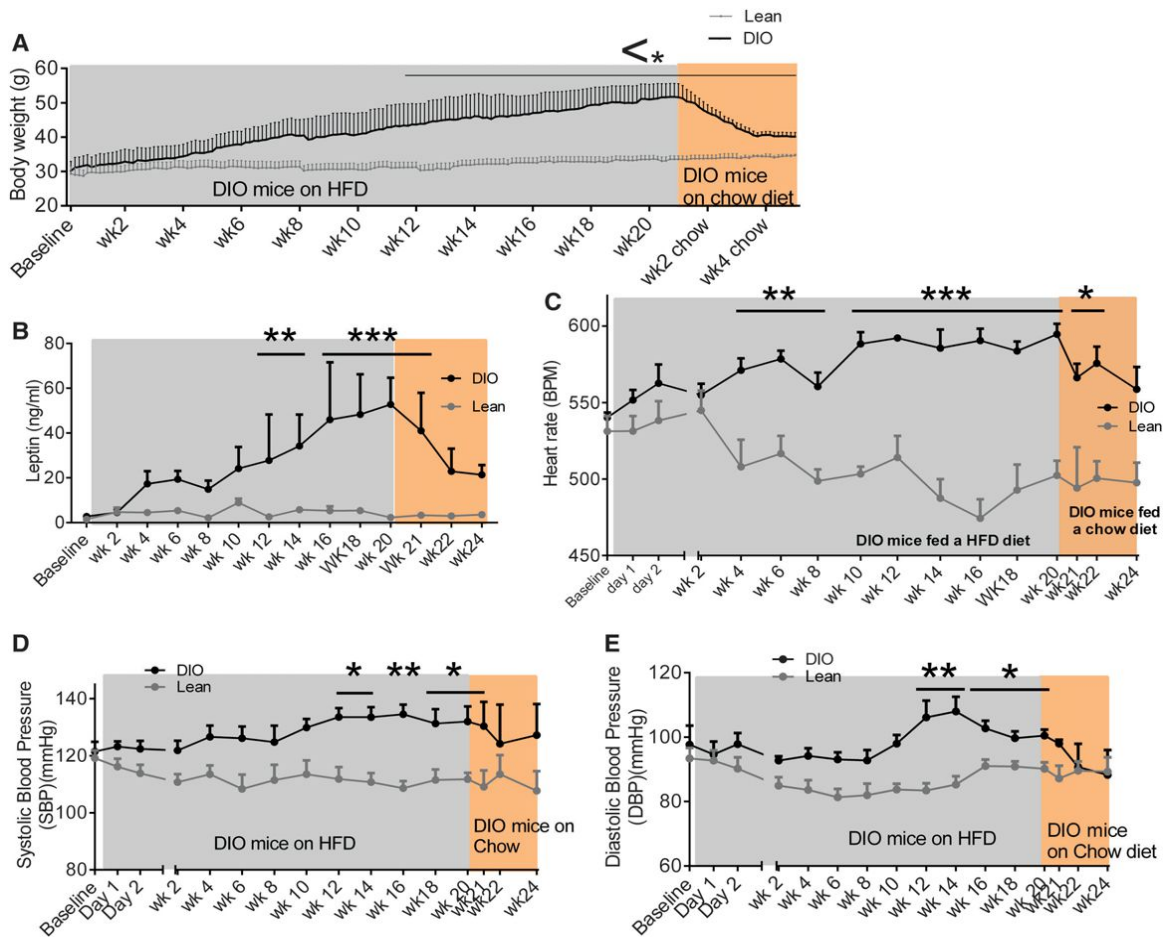 A
Lean
DIO
<*
Body weight (g)
60
50
40
30
20
DIO mice on HFD
DIO mice
on chow diet
Baseline
wk2
wk4
wk6
wk8
wk10
wk12
wk14
wk16
wk18
wk20
wk2 chow
wk4 chow
B
** ***
Leptin (ng/ml)
80
60
40
20
0
DIO
Lean
Baseline
wk 2
wk 4
wk 6
wk 8
wk 10
wk 12
wk 14
wk 16
WK18
wk 20
Wk 21
wk22
wk24
C
** *** *
Heart rate (BPM)
600
550
500
450
DIO
Lean
DIO mice fed a HFD diet
DIO mice fed
a chow diet
Baseline
day 1
day 2
wk 2
wk 4
wk 6
wk 8
wk 10
wk 12
wk 14
wk 16
WK18
wk 20
wk21
wk22
wk24
D
DIO
Lean
* ** *
Systolic Blood Pressure
(SBP)(mmHg)
140
120
100
80
DIO mice on HFD
DIO mice on
Chow
Baseline
Day 1
Day 2
wk 2
wk 4
wk 6
wk 8
wk 10
wk 12
wk 14
wk 16
wk18
wk 20
wk21
wk22
wk24
E
DIO
Lean
** *
Diastolic Blood Pressure
(DBP)(mmHg)
120
100
80
60
DIO mice on HFD
DIO mice
on Chow diet
Baseline
Day 1
Day 2
wk 2
wk 4
wk 6
wk 8
wk 10
wk 12
wk 14
wk 16
wk 18
wk 20
wk21
wk22
wk24